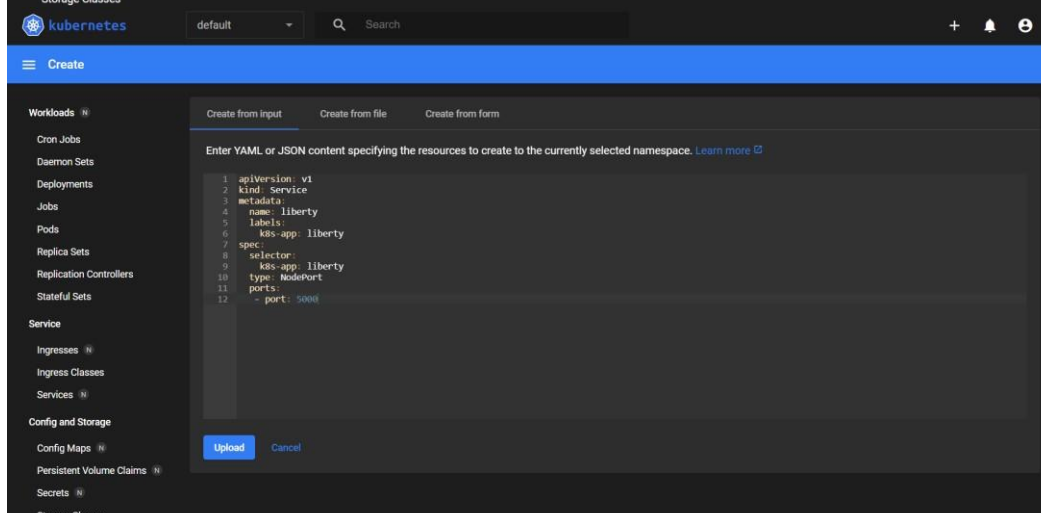 Storage Classes
kubernetes
default
Search
Create
Workloads N
Cron Jobs
Daemon Sets
Deployments
Jobs
Pods
Replica Sets
Replication Controllers
Stateful Sets
Service
Ingresses N
Ingress Classes
Services N
Config and Storage
Config Maps N
Persistent Volume Claims N
Secrets N
Create from input Create from file Create from form
Enter YAML or JSON content specifying the resources to create to the currently selected namespace. Learn more
1 apiVersion: v1
2 kind: Service
3 metadata:
4   name: liberty
5   labels:
6     k8s-app: liberty
7 spec:
8   selector:
9     k8s-app: liberty
10   type: NodePort
11   ports:
12    - port: 5000
Upload Cancel